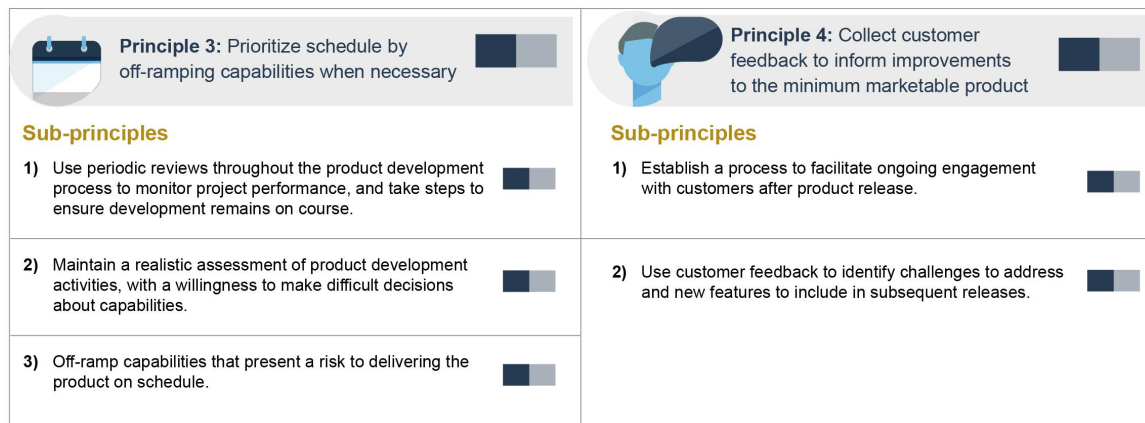 Principle 3: Prioritize schedule by
off-ramping capabilities when necessary
Sub-principles
1) Use periodic reviews throughout the product development
process to monitor project performance, and take steps to
ensure development remains on course.
2) Maintain a realistic assessment of product development
activities, with a willingness to make difficult decisions
about capabilities.
3) Off-ramp capabilities that present a risk to delivering the
product on schedule.
Principle 4: Collect customer
feedback to inform improvements
to the minimum marketable product
Sub-principles
1) Establish a process to facilitate ongoing engagement
with customers after product release.
2) Use customer feedback to identify challenges to address
and new features to include in subsequent releases.